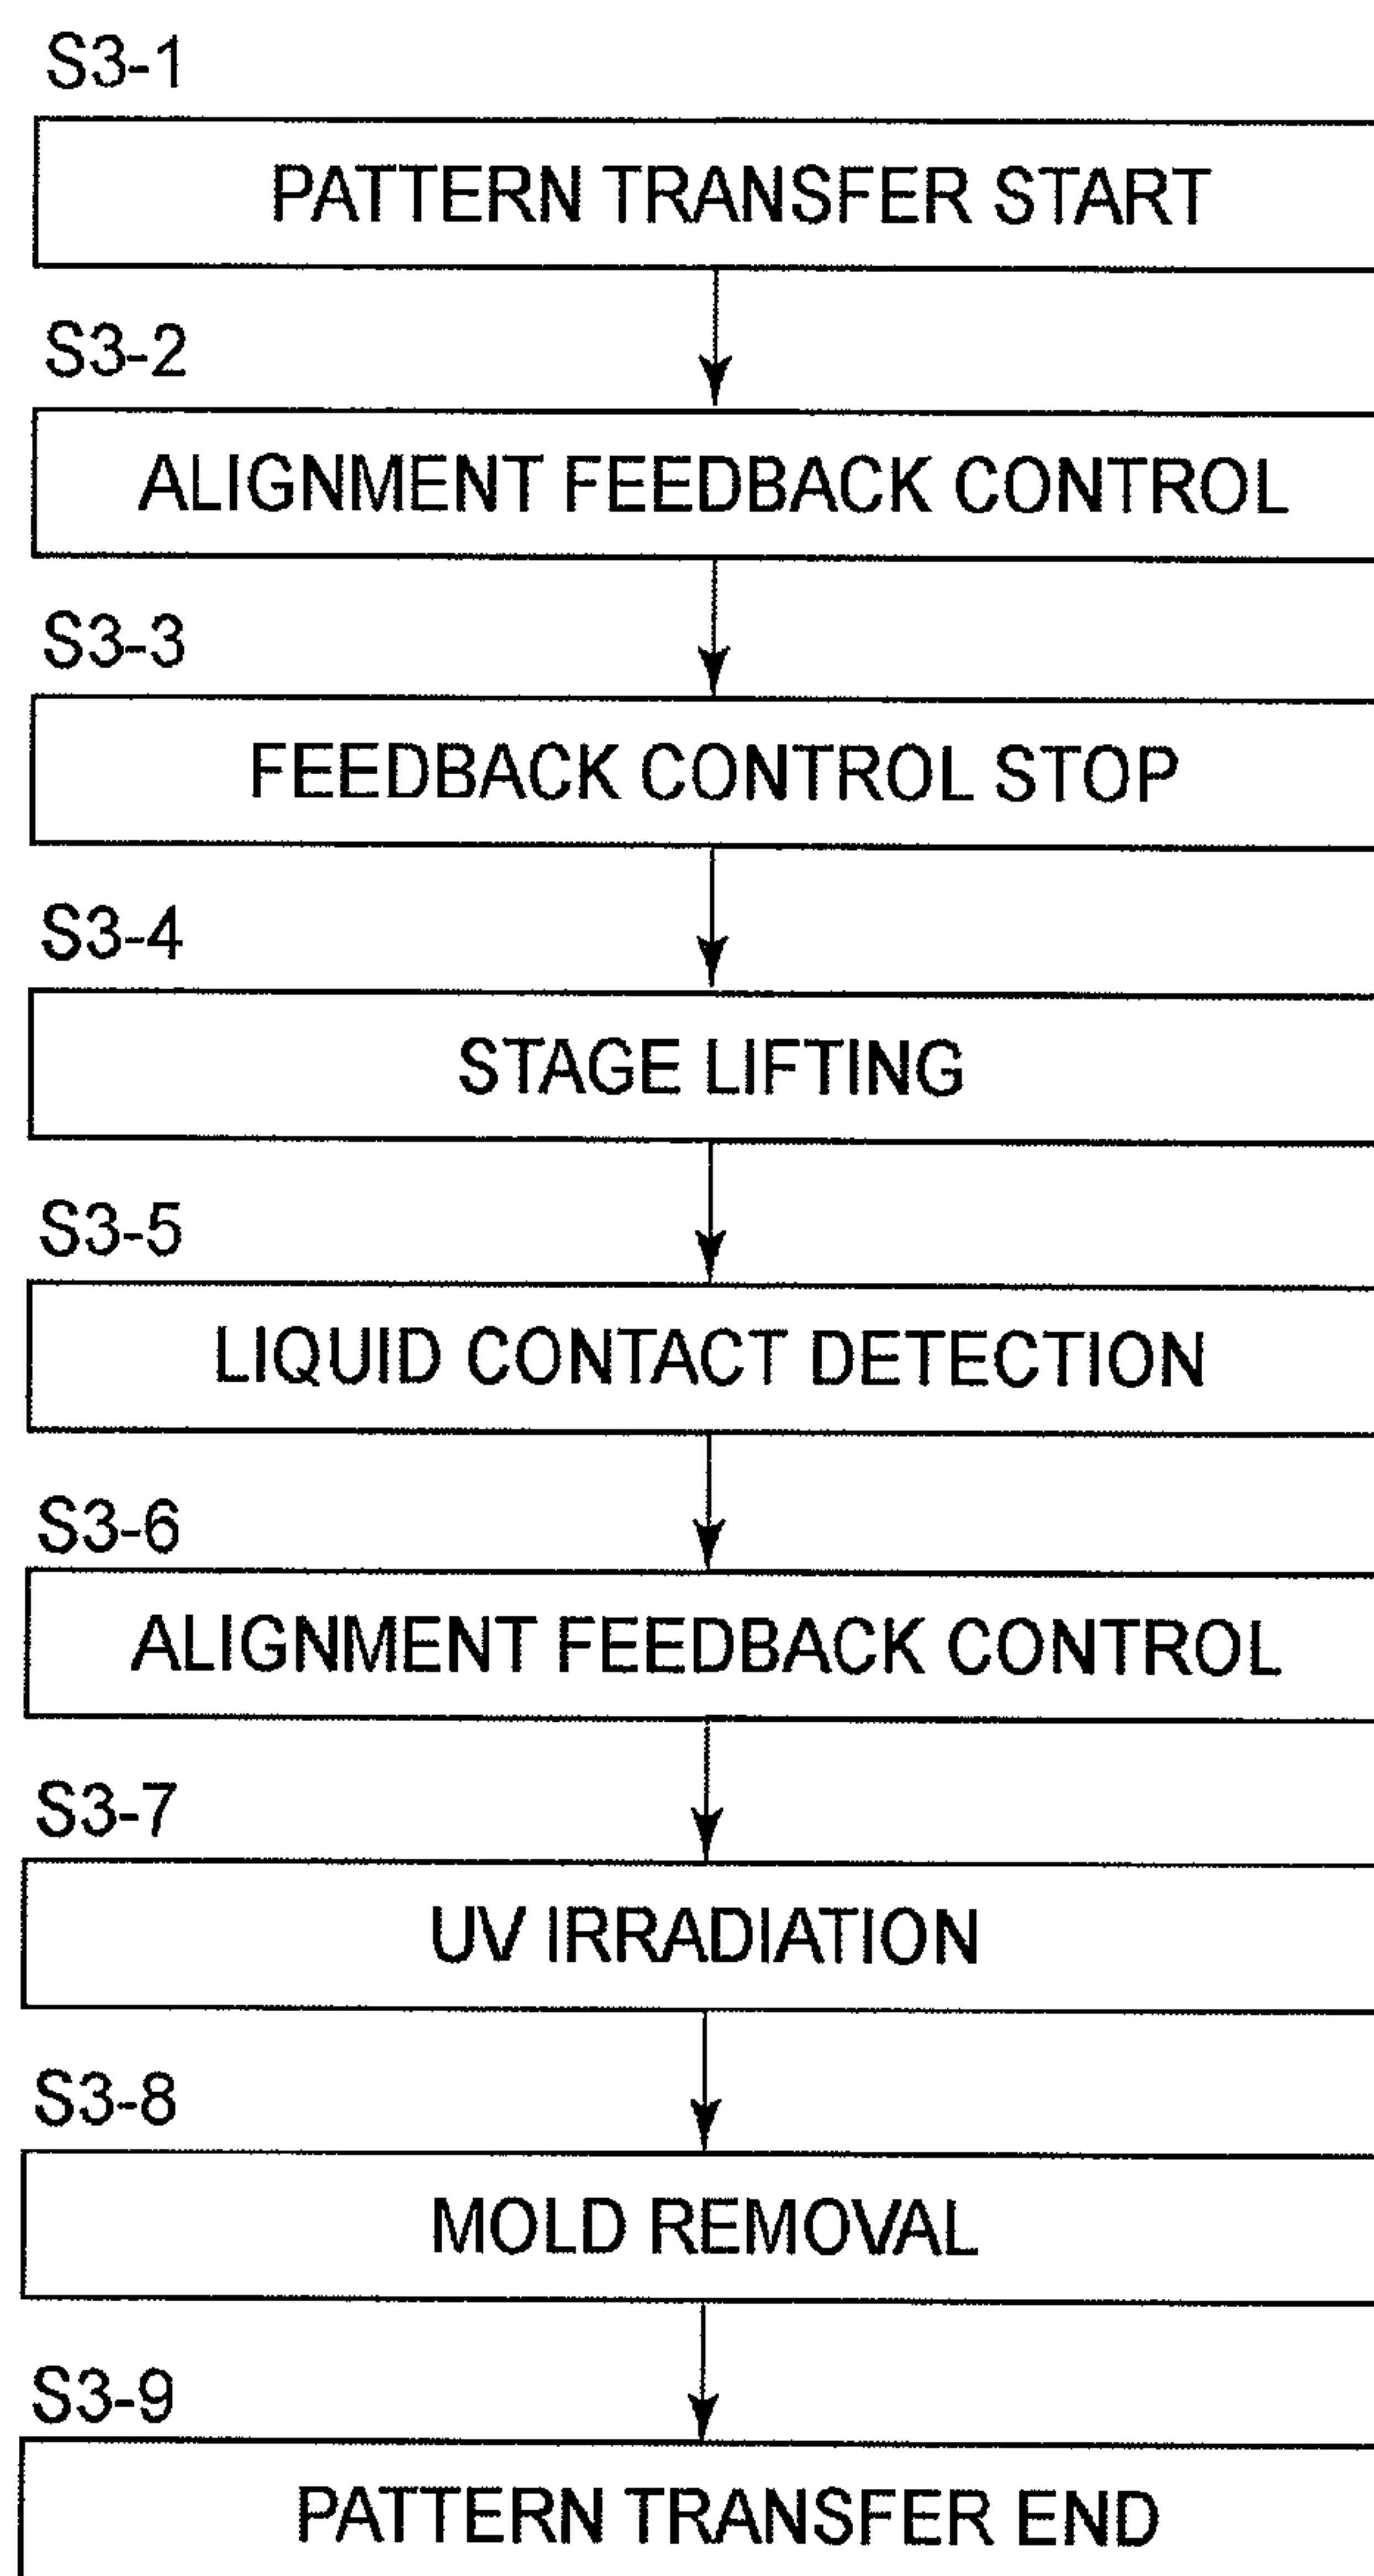 S3-1
PATTERN TRANSFER START
S3-2
ALIGNMENT FEEDBACK CONTROL
S3-3
FEEDBACK CONTROL STOP
S3-4
STAGE LIFTING
S3-5
LIQUID CONTACT DETECTION
S3-6
ALIGNMENT FEEDBACK CONTROL
S3-7
UV IRRADIATION
S3-8
MOLD REMOVAL
S3-9
PATTERN TRANSFER END